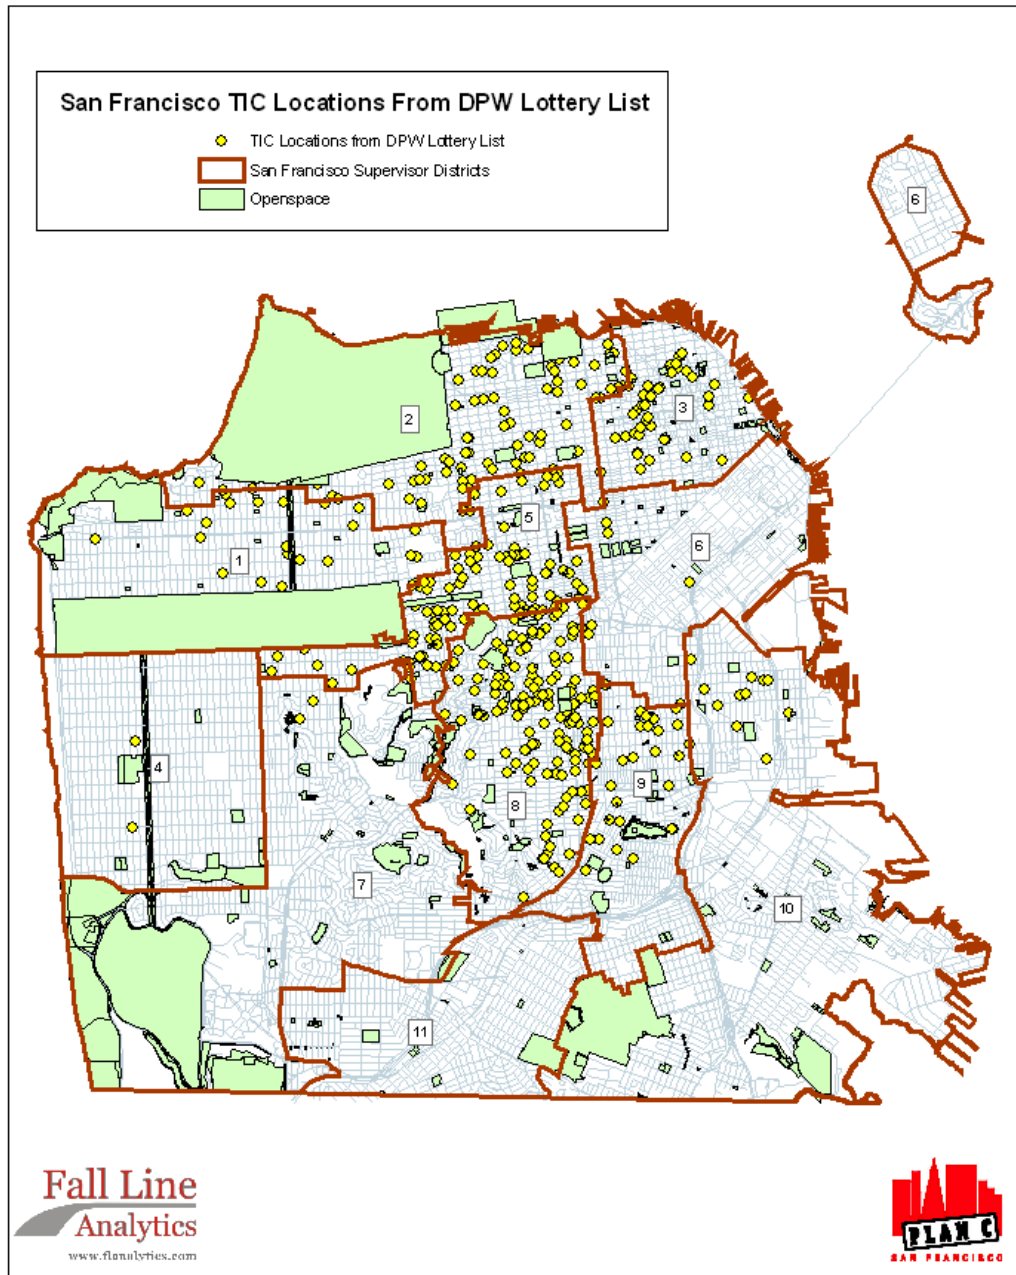 San Francisco TIC Locations From DPW Lottery List
TIC Locations from DPW Lottery List
San Francisco Supervisor Districts
Openspace
6
2
3
5
6
1
4
9
8
7
10
11
Fall Line
Analytics
www.flanalytics.com
PLAN C
SAN FRANCISCO